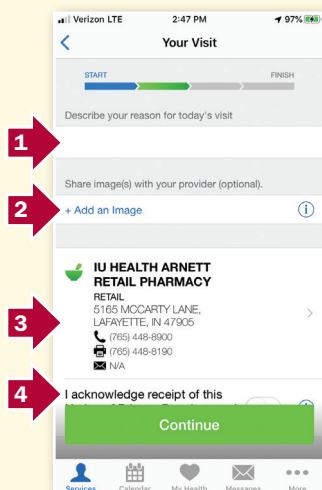 Verizon LTE 2:47 PM 97%
Your Visit
START FINISH
Describe your reason for today's visit
1
Share image(s) with your provider (optional).
2
+ Add an Image
IU HEALTH ARNETT
RETAIL PHARMACY
RETAIL
5165 MCCARTY LANE,
LAFAYETTE, IN 47905
3
(765) 448-8900
(765) 448-8190
N/A
4
I acknowledge receipt of this
Continue
Services Calendar My Health Messages More